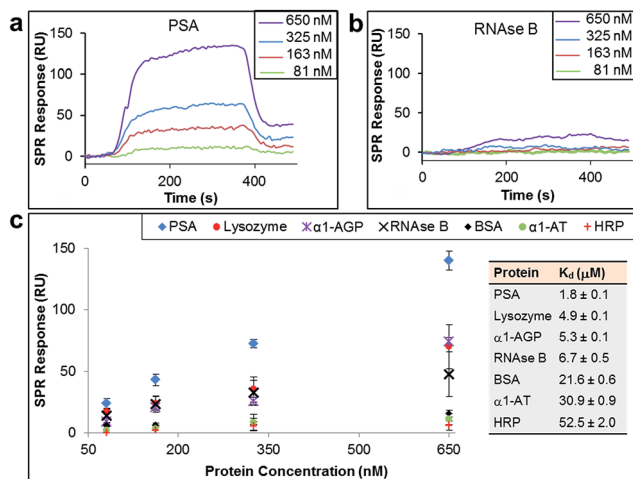 a
PSA
650 nM
325 nM
163 nM
81 nM
SPR Response (RU)
150
100
50
0
0
200
400
Time (s)
b
RNAse B
650 nM
325 nM
163 nM
81 nM
SPR Response (RU)
150
100
50
0
0
200
400
Time (s)
c
PSA Lysozyme α1-AGP RNAse B BSA α1-AT HRP
SPR Response (RU)
150
100
50
0
50 150 250 350 450 550 650
Protein Concentration (nM)
Protein Kd (μM)
PSA 1.8 ± 0.1
Lysozyme 4.9 ± 0.1
α1-AGP 5.3 ± 0.1
RNAse B 6.7 ± 0.5
BSA 21.6 ± 0.6
α1-AT 30.9 ± 0.9
HRP 52.5 ± 2.0